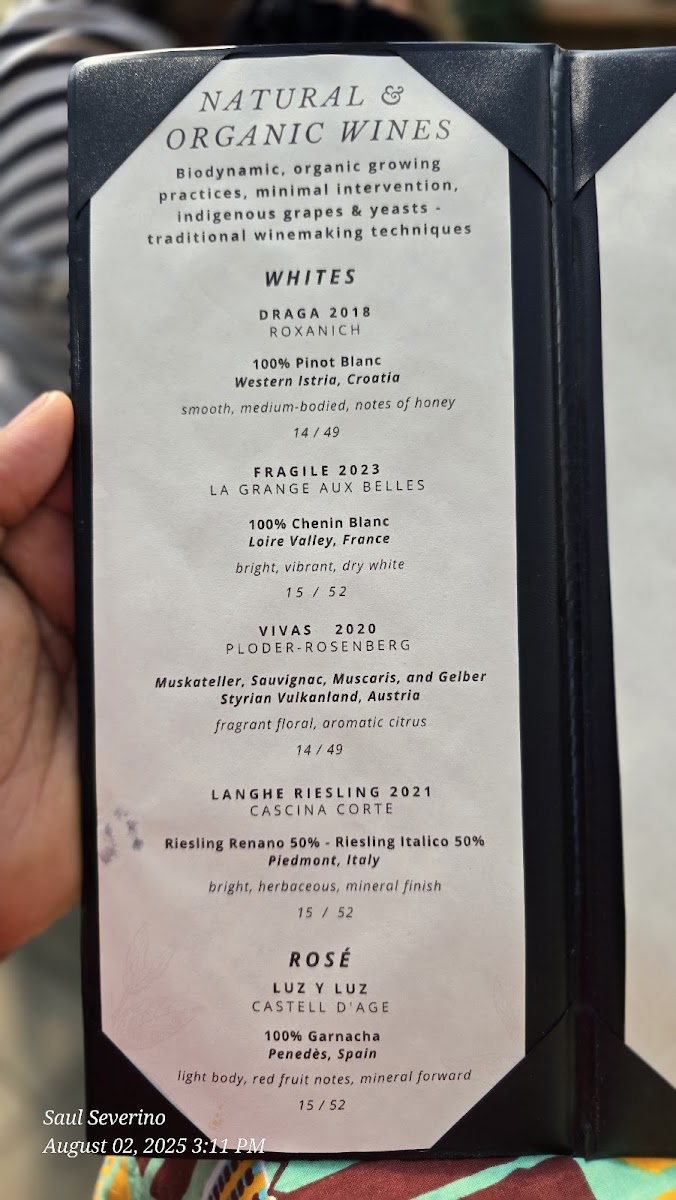 NATURAL &
ORGANIC WINES
Biodynamic, organic growing
practices, minimal intervention,
indigenous grapes & yeasts -
traditional winemaking techniques
WHITES
DRAGA 2018
ROXANICH
100% Pinot Blanc
Western Istria, Croatia
smooth, medium-bodied, notes of honey
14 / 49
FRAGILE 2023
LA GRANGE AUX BELLES
100% Chenin Blanc
Loire Valley, France
bright, vibrant, dry white
15 / 52
VIVAS 2020
PLODER-ROSENBERG
Muskateller, Sauvignac, Muscaris, and Gelber
Styrian Vulkanland, Austria
fragrant floral, aromatic citrus
14 / 49
LANGHE RIESLING 2021
CASCINA CORTE
Riesling Renano 50% - Riesling Italico 50%
Piedmont, Italy
bright, herbaceous, mineral finish
15 / 52
ROSÉ
LUZ Y LUZ
CASTELL D'AGE
100% Garnacha
Penedès, Spain
light body, red fruit notes, mineral forward
15 / 52
Saul Severino
August 02, 2025 3:11 PM